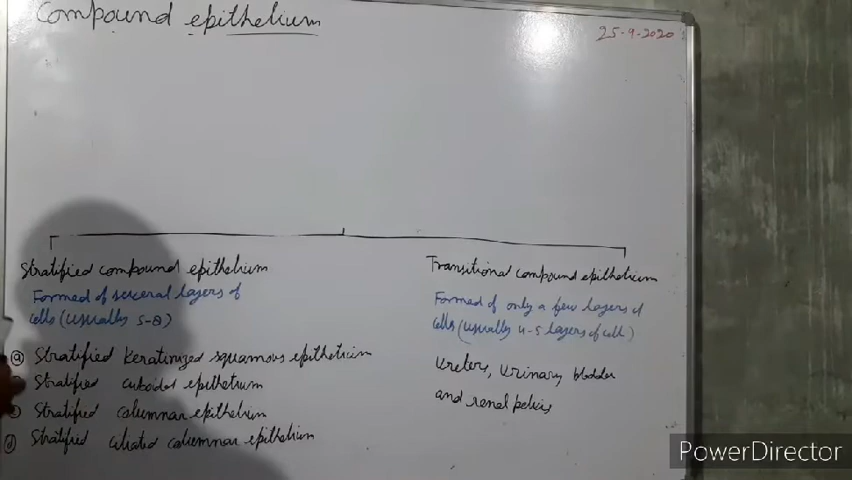 Compound epithelium
25-9-2020
Stratified compound epithelium
Formed of several layers of
cells (usually 5-8)
(a) Stratified Keratinized squamous epithelium
Stratified cubodal epithelium
Stratified columnar epithelium
(d) Stratified ciliated columnar epithelium
Transitional compound epithelium
Formed of only a few layers of
cells (usually 4-5 layers of cell)
Ureters, Urinary bladder
and renal pelvis
PowerDirector